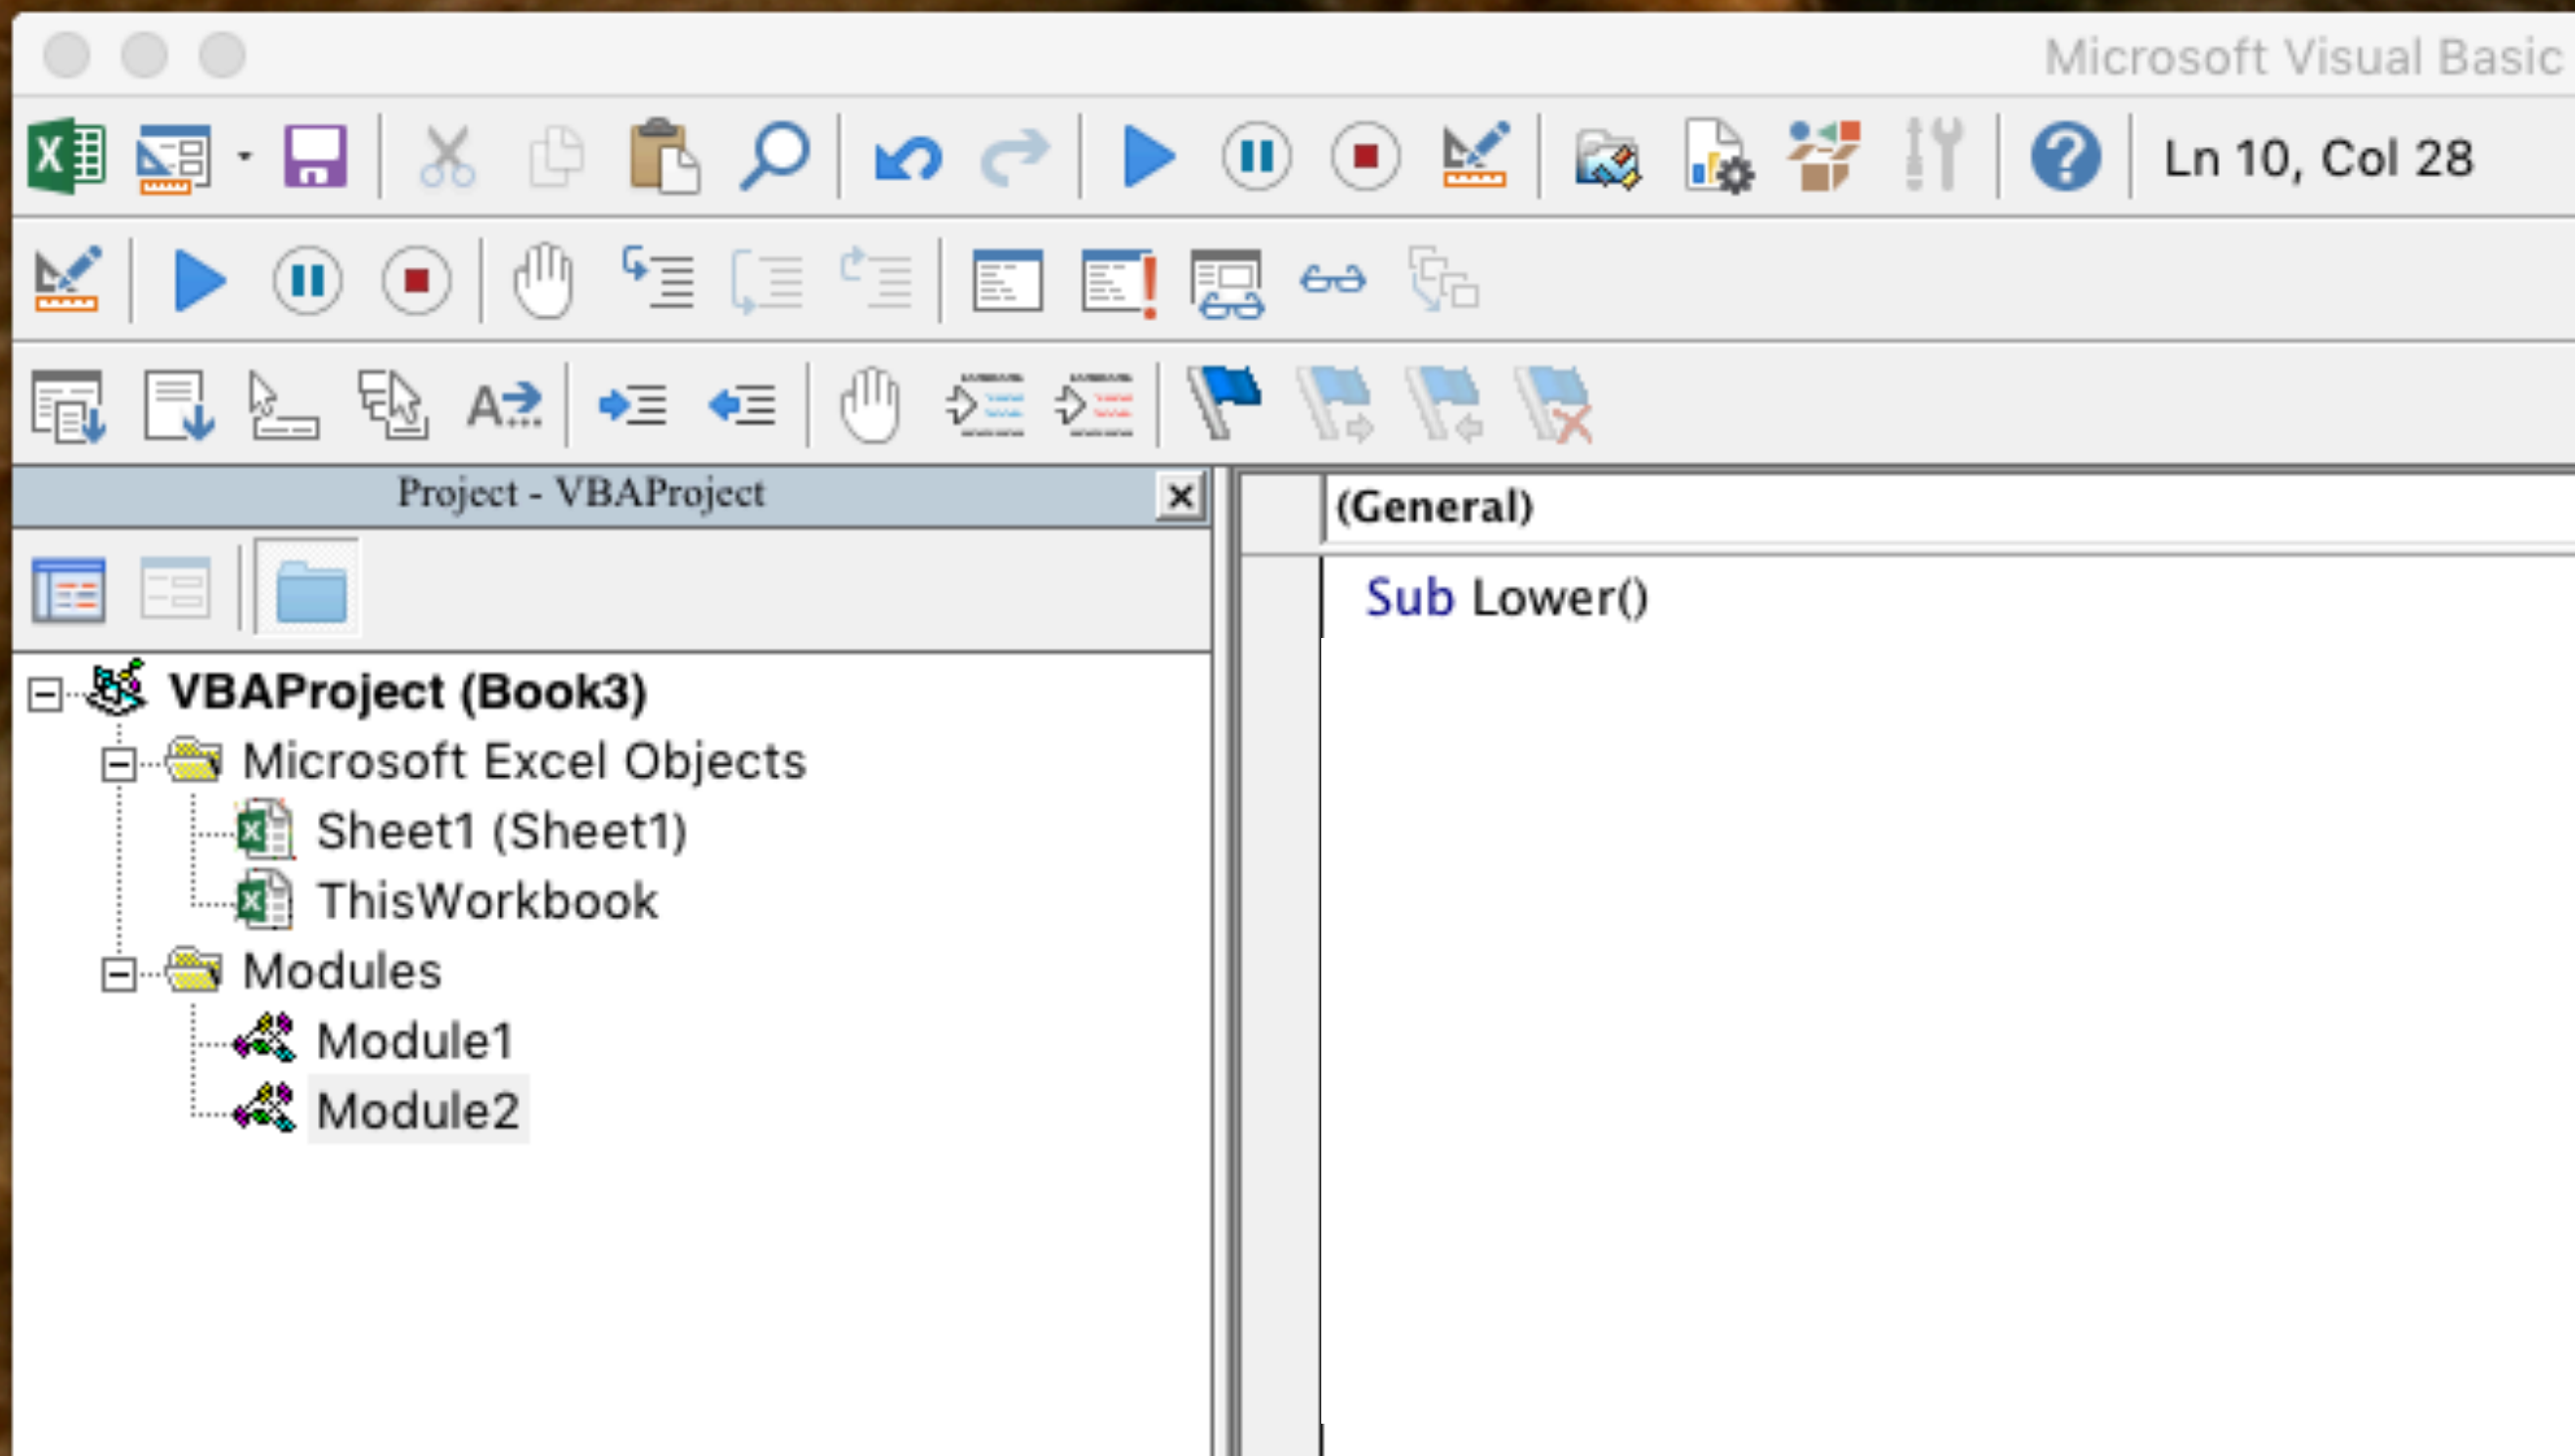 Microsoft Visual Basic
Ln 10, Col 28
Project - VBAProject
(General)
Sub Lower()
VBAProject (Book3)
Microsoft Excel Objects
Sheet1 (Sheet1)
ThisWorkbook
Modules
Module1
Module2